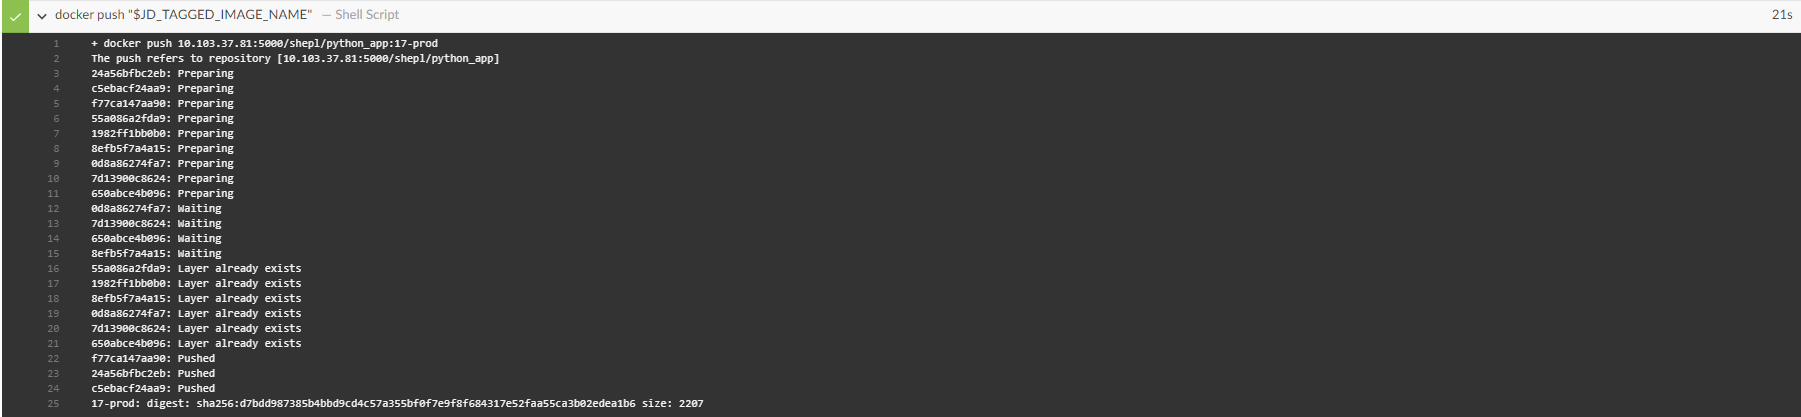 docker push "$JD_TAGGED_IMAGE_NAME" — Shell Script 21s
1 + docker push 10.103.37.81:5000/shepl/python_app:17-prod
2 The push refers to repository [10.103.37.81:5000/shepl/python_app]
3 24a56bfbc2eb: Preparing
4 c5ebacf24aa9: Preparing
5 f77ca147aa90: Preparing
6 55a086a2fda9: Preparing
7 1982ff1bb0b0: Preparing
8 8efb5f7a4a15: Preparing
9 0d8a86274fa7: Preparing
10 7d13900c8624: Preparing
11 650abce4b096: Preparing
12 0d8a86274fa7: Waiting
13 7d13900c8624: Waiting
14 650abce4b096: Waiting
15 8efb5f7a4a15: Waiting
16 55a086a2fda9: Layer already exists
17 1982ff1bb0b0: Layer already exists
18 8efb5f7a4a15: Layer already exists
19 0d8a86274fa7: Layer already exists
20 7d13900c8624: Layer already exists
21 650abce4b096: Layer already exists
22 f77ca147aa90: Pushed
23 24a56bfbc2eb: Pushed
24 c5ebacf24aa9: Pushed
25 17-prod: digest: sha256:d7bdd987385b4bbd9cd4c57a355bf0f7e9f8f684317e52faa55ca3b02edea1b6 size: 2207